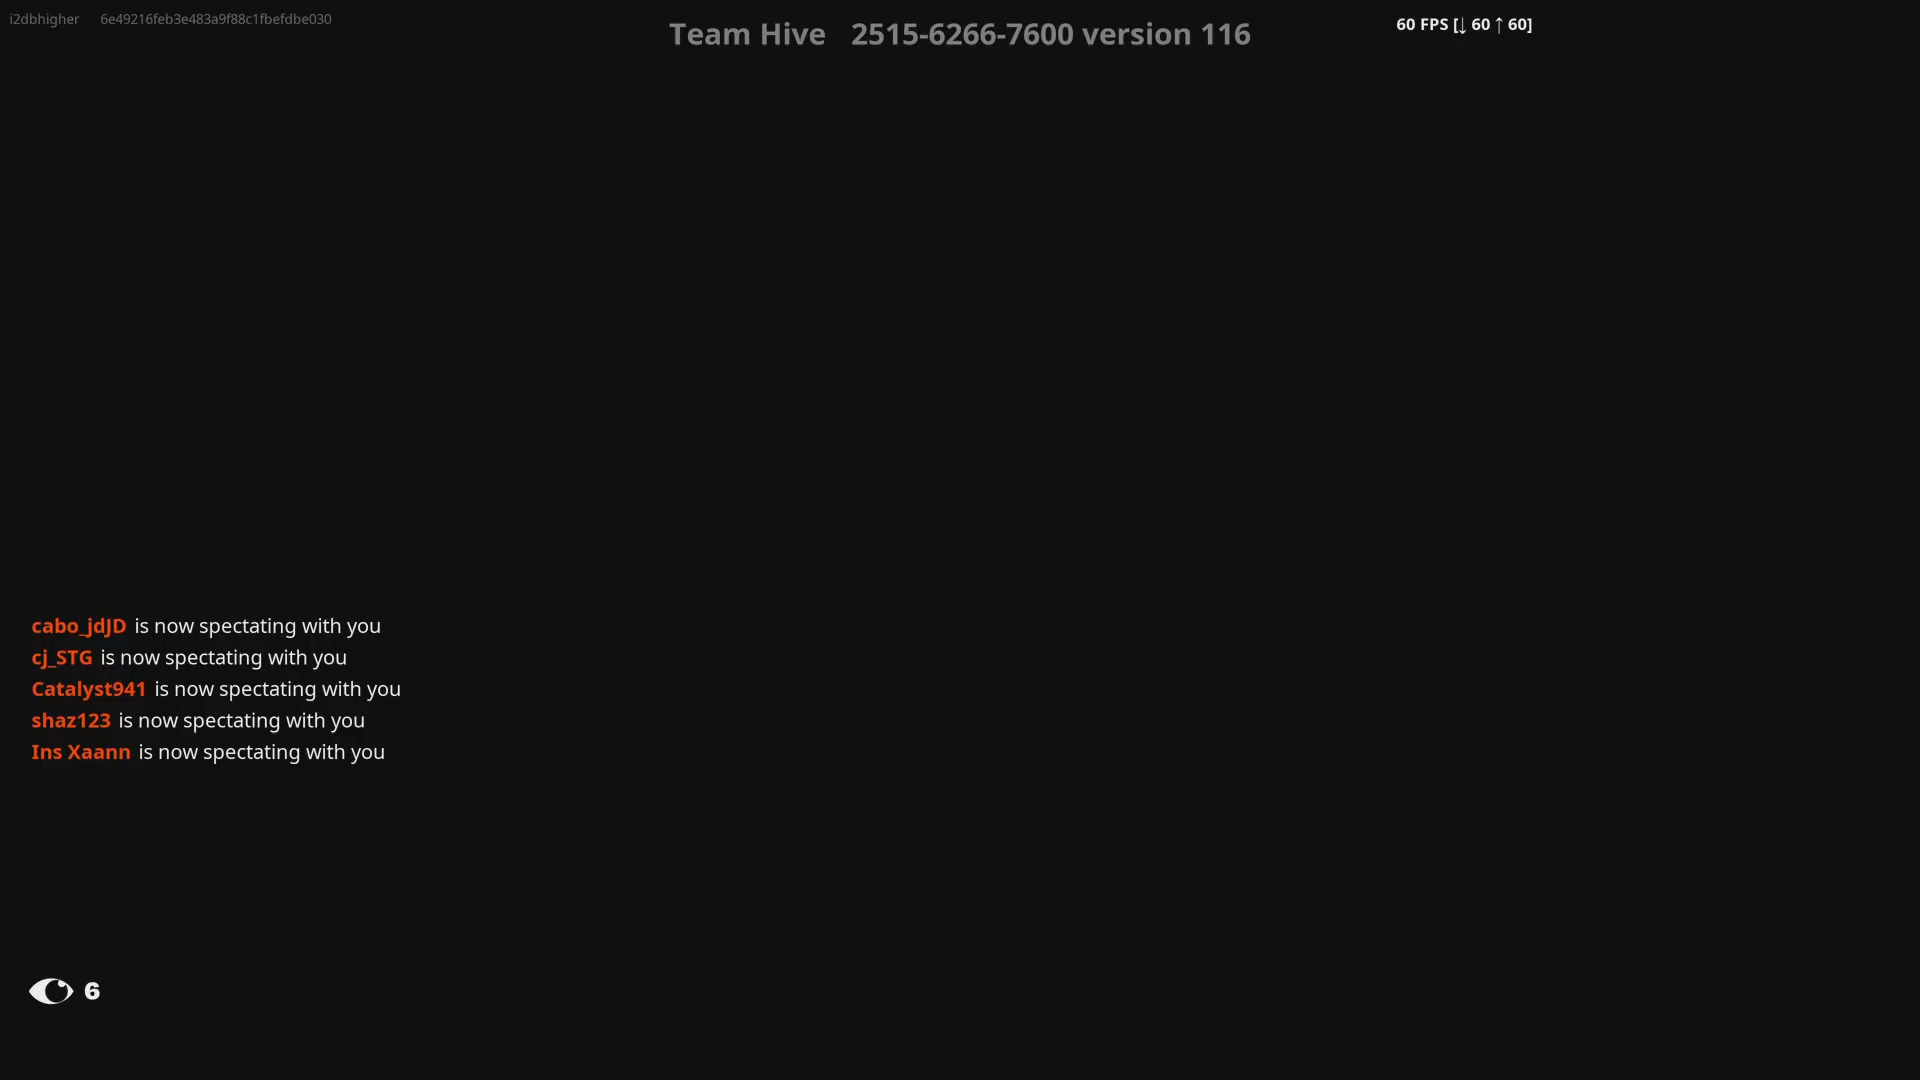 i2dbhigher 6e49216feb3e483a9f88c1fbefdbe030
Team Hive 2515-6266-7600 version 116
60 FPS [↓ 60 ↑ 60]
cabo_jdJD is now spectating with you
cj_STG is now spectating with you
Catalyst941 is now spectating with you
shaz123 is now spectating with you
Ins Xaann is now spectating with you
6